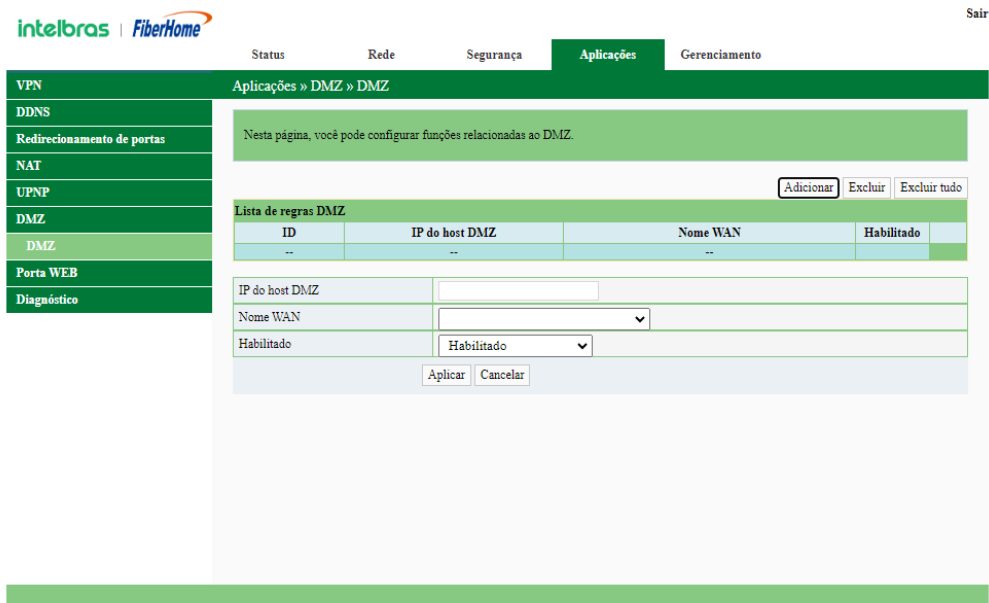 Sair
intelbras | FiberHome
Status Rede Segurança Aplicações Gerenciamento
VPN
DDNS
Redirecionamento de portas
NAT
UPNP
DMZ
DMZ
Porta WEB
Diagnóstico
Aplicações » DMZ » DMZ
Nesta página, você pode configurar funções relacionadas ao DMZ.
Adicionar Excluir Excluir tudo
Lista de regras DMZ
ID IP do host DMZ Nome WAN Habilitado
-- -- --
IP do host DMZ
Nome WAN
Habilitado Habilitado
Aplicar Cancelar